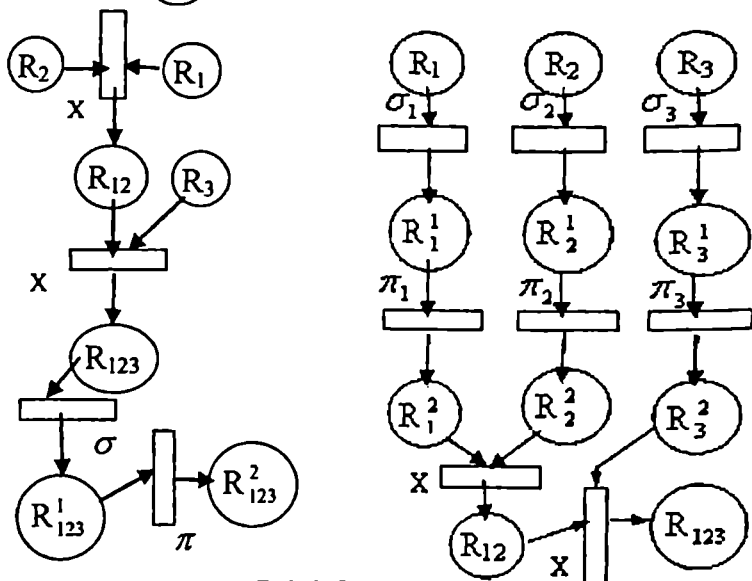 R₂ R₁
X
R₁₂ R₃
X
R₁₂₃
σ
R¹₁₂₃ R²₁₂₃
π
R₁ R₂ R₃
σ₁ σ₂ σ₃
R¹₁ R¹₂ R¹₃
π₁ π₂ π₃
R²₁ R²₂ R²₃
X
R₁₂ R₁₂₃
X